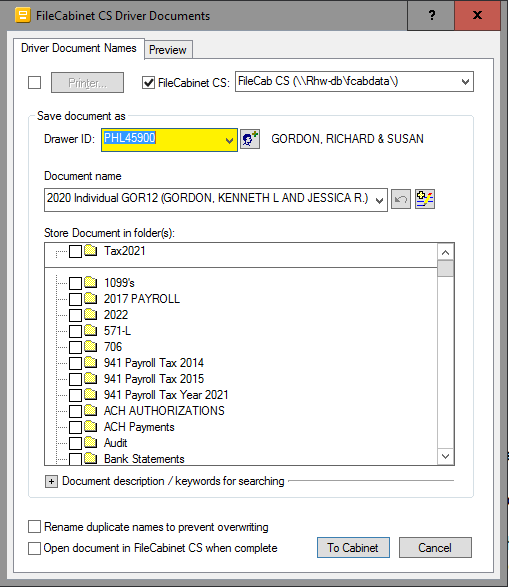 FileCabinet CS Driver Documents
? X
Driver Document Names Preview
Printer... FileCabinet CS: FileCab CS (\\Rhw-db\fcabdata\)
Save document as
Drawer ID: PHL45900 GORDON, RICHARD & SUSAN
Document name
2020 Individual GOR12 (GORDON, KENNETH L AND JESSICA R.)
Store Document in folder(s):
Tax2021
1099's
2017 PAYROLL
2022
571-L
706
941 Payroll Tax 2014
941 Payroll Tax 2015
941 Payroll Tax Year 2021
ACH AUTHORIZATIONS
ACH Payments
Audit
Bank Statements
Document description / keywords for searching
Rename duplicate names to prevent overwriting
Open document in FileCabinet CS when complete
To Cabinet Cancel